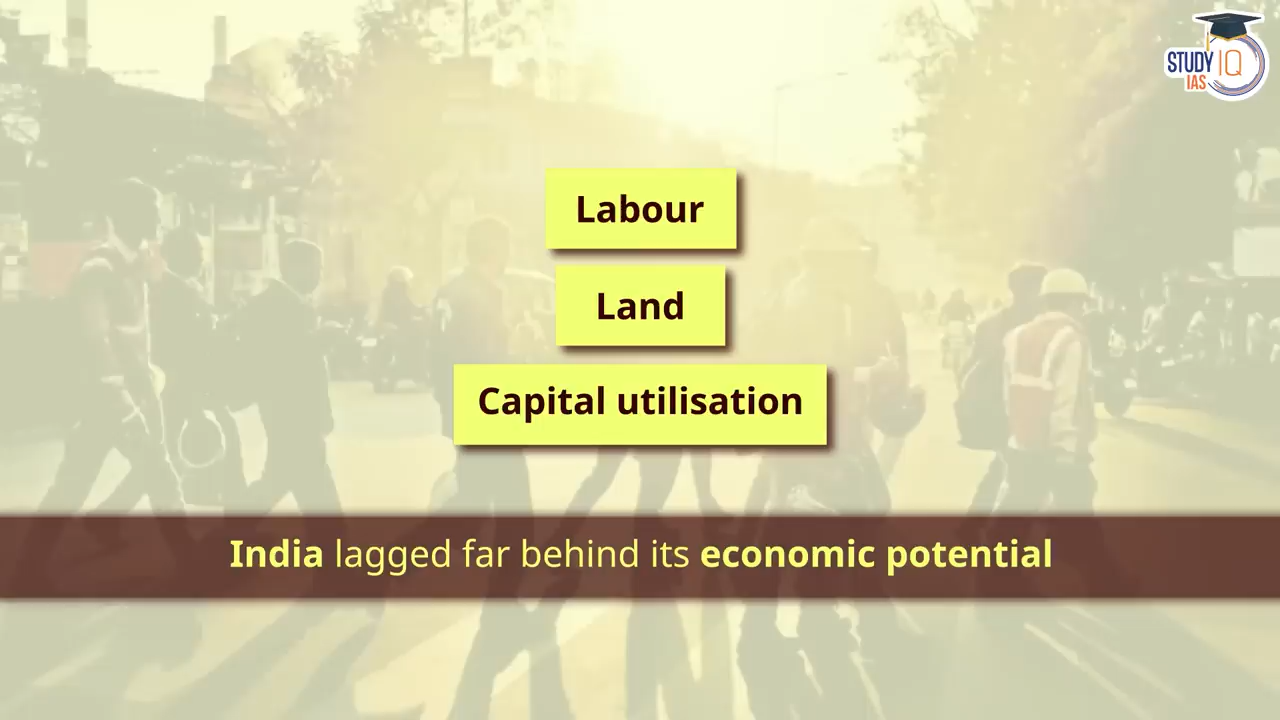 STUDY IQ
IAS
Labour
Land
Capital utilisation
India lagged far behind its economic potential